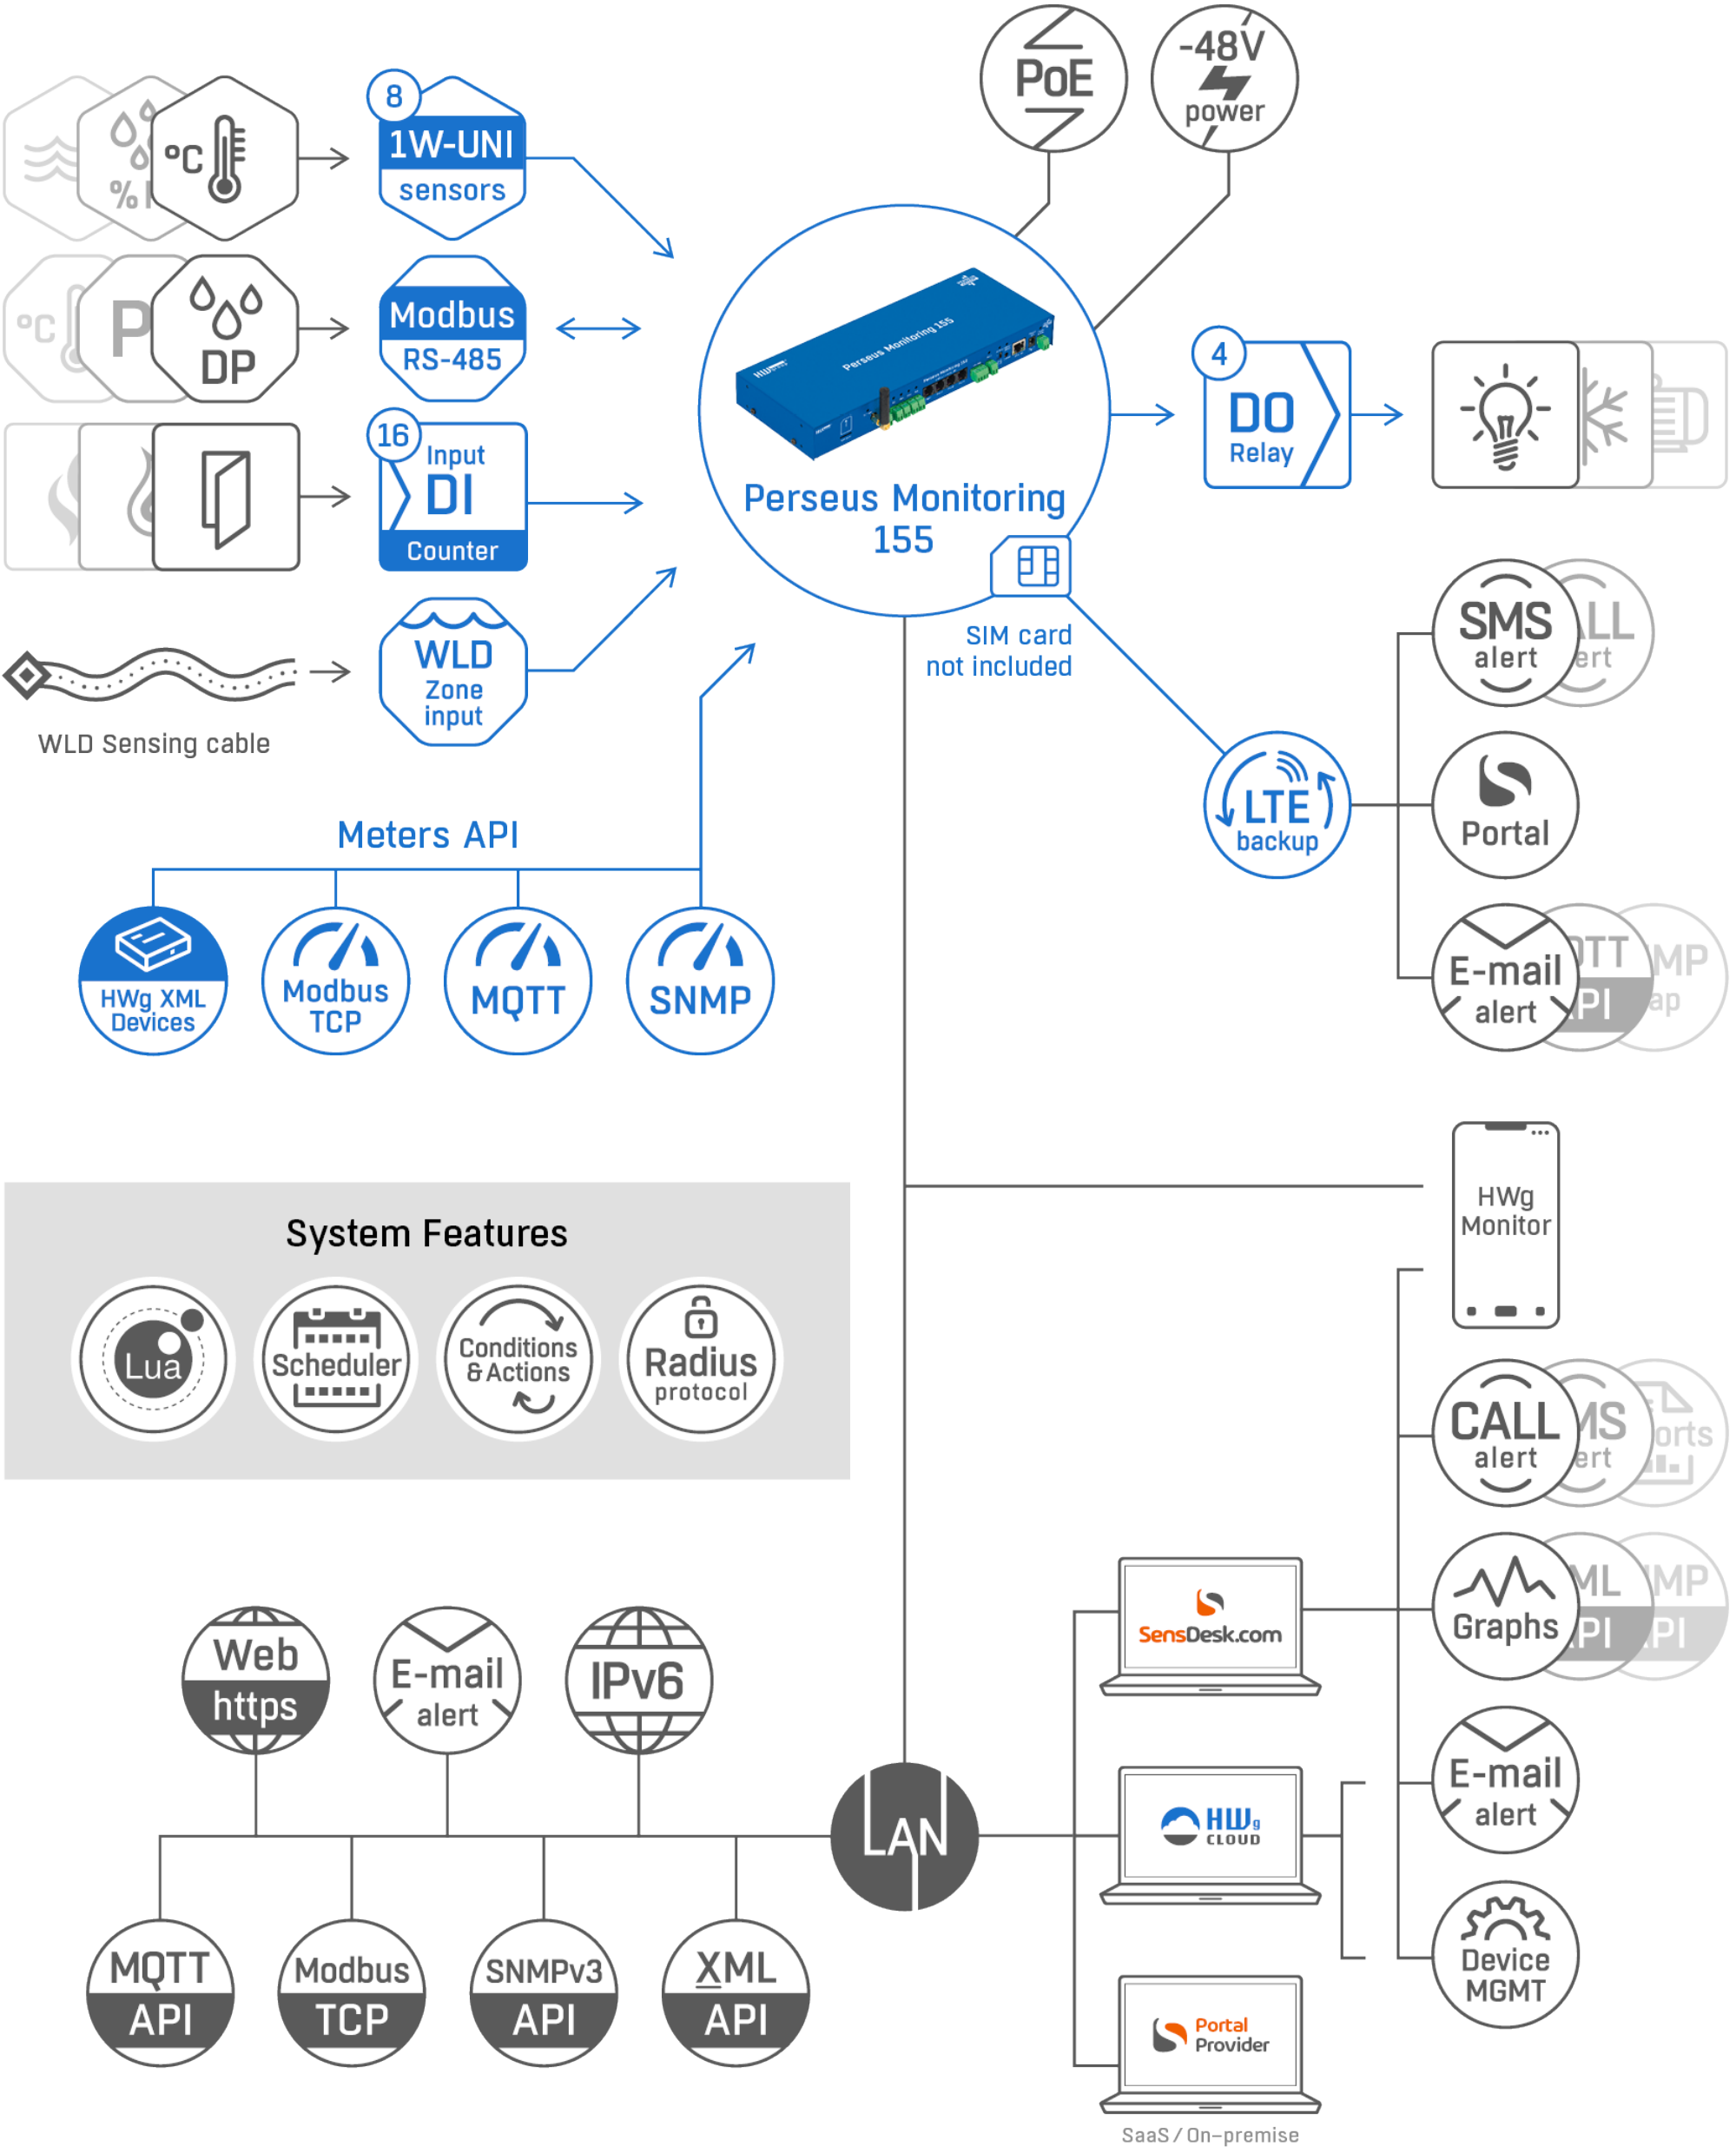 PoE
-48V
power
°C
%
8
1W-UNI
sensors
°C
P
DP
Modbus
RS-485
Perseus Monitoring 155
16
Input
DI
Counter
Perseus Monitoring
155
4
DO
Relay
WLD
Zone
input
WLD Sensing cable
SIM card
not included
SMS
alert
LTE
backup
Portal
E-mail
alert
Meters API
HWg XML
Devices
Modbus
TCP
MQTT
SNMP
HWg
Monitor
System Features
Lua
Scheduler
Conditions
& Actions
Radius
protocol
CALL
alert
Graphs
SensDesk.com
Web
https
E-mail
alert
IPv6
E-mail
alert
LAN
HWg
CLOUD
Device
MGMT
MQTT
API
Modbus
TCP
SNMPv3
API
XML
API
Portal
Provider
SaaS / On-premise